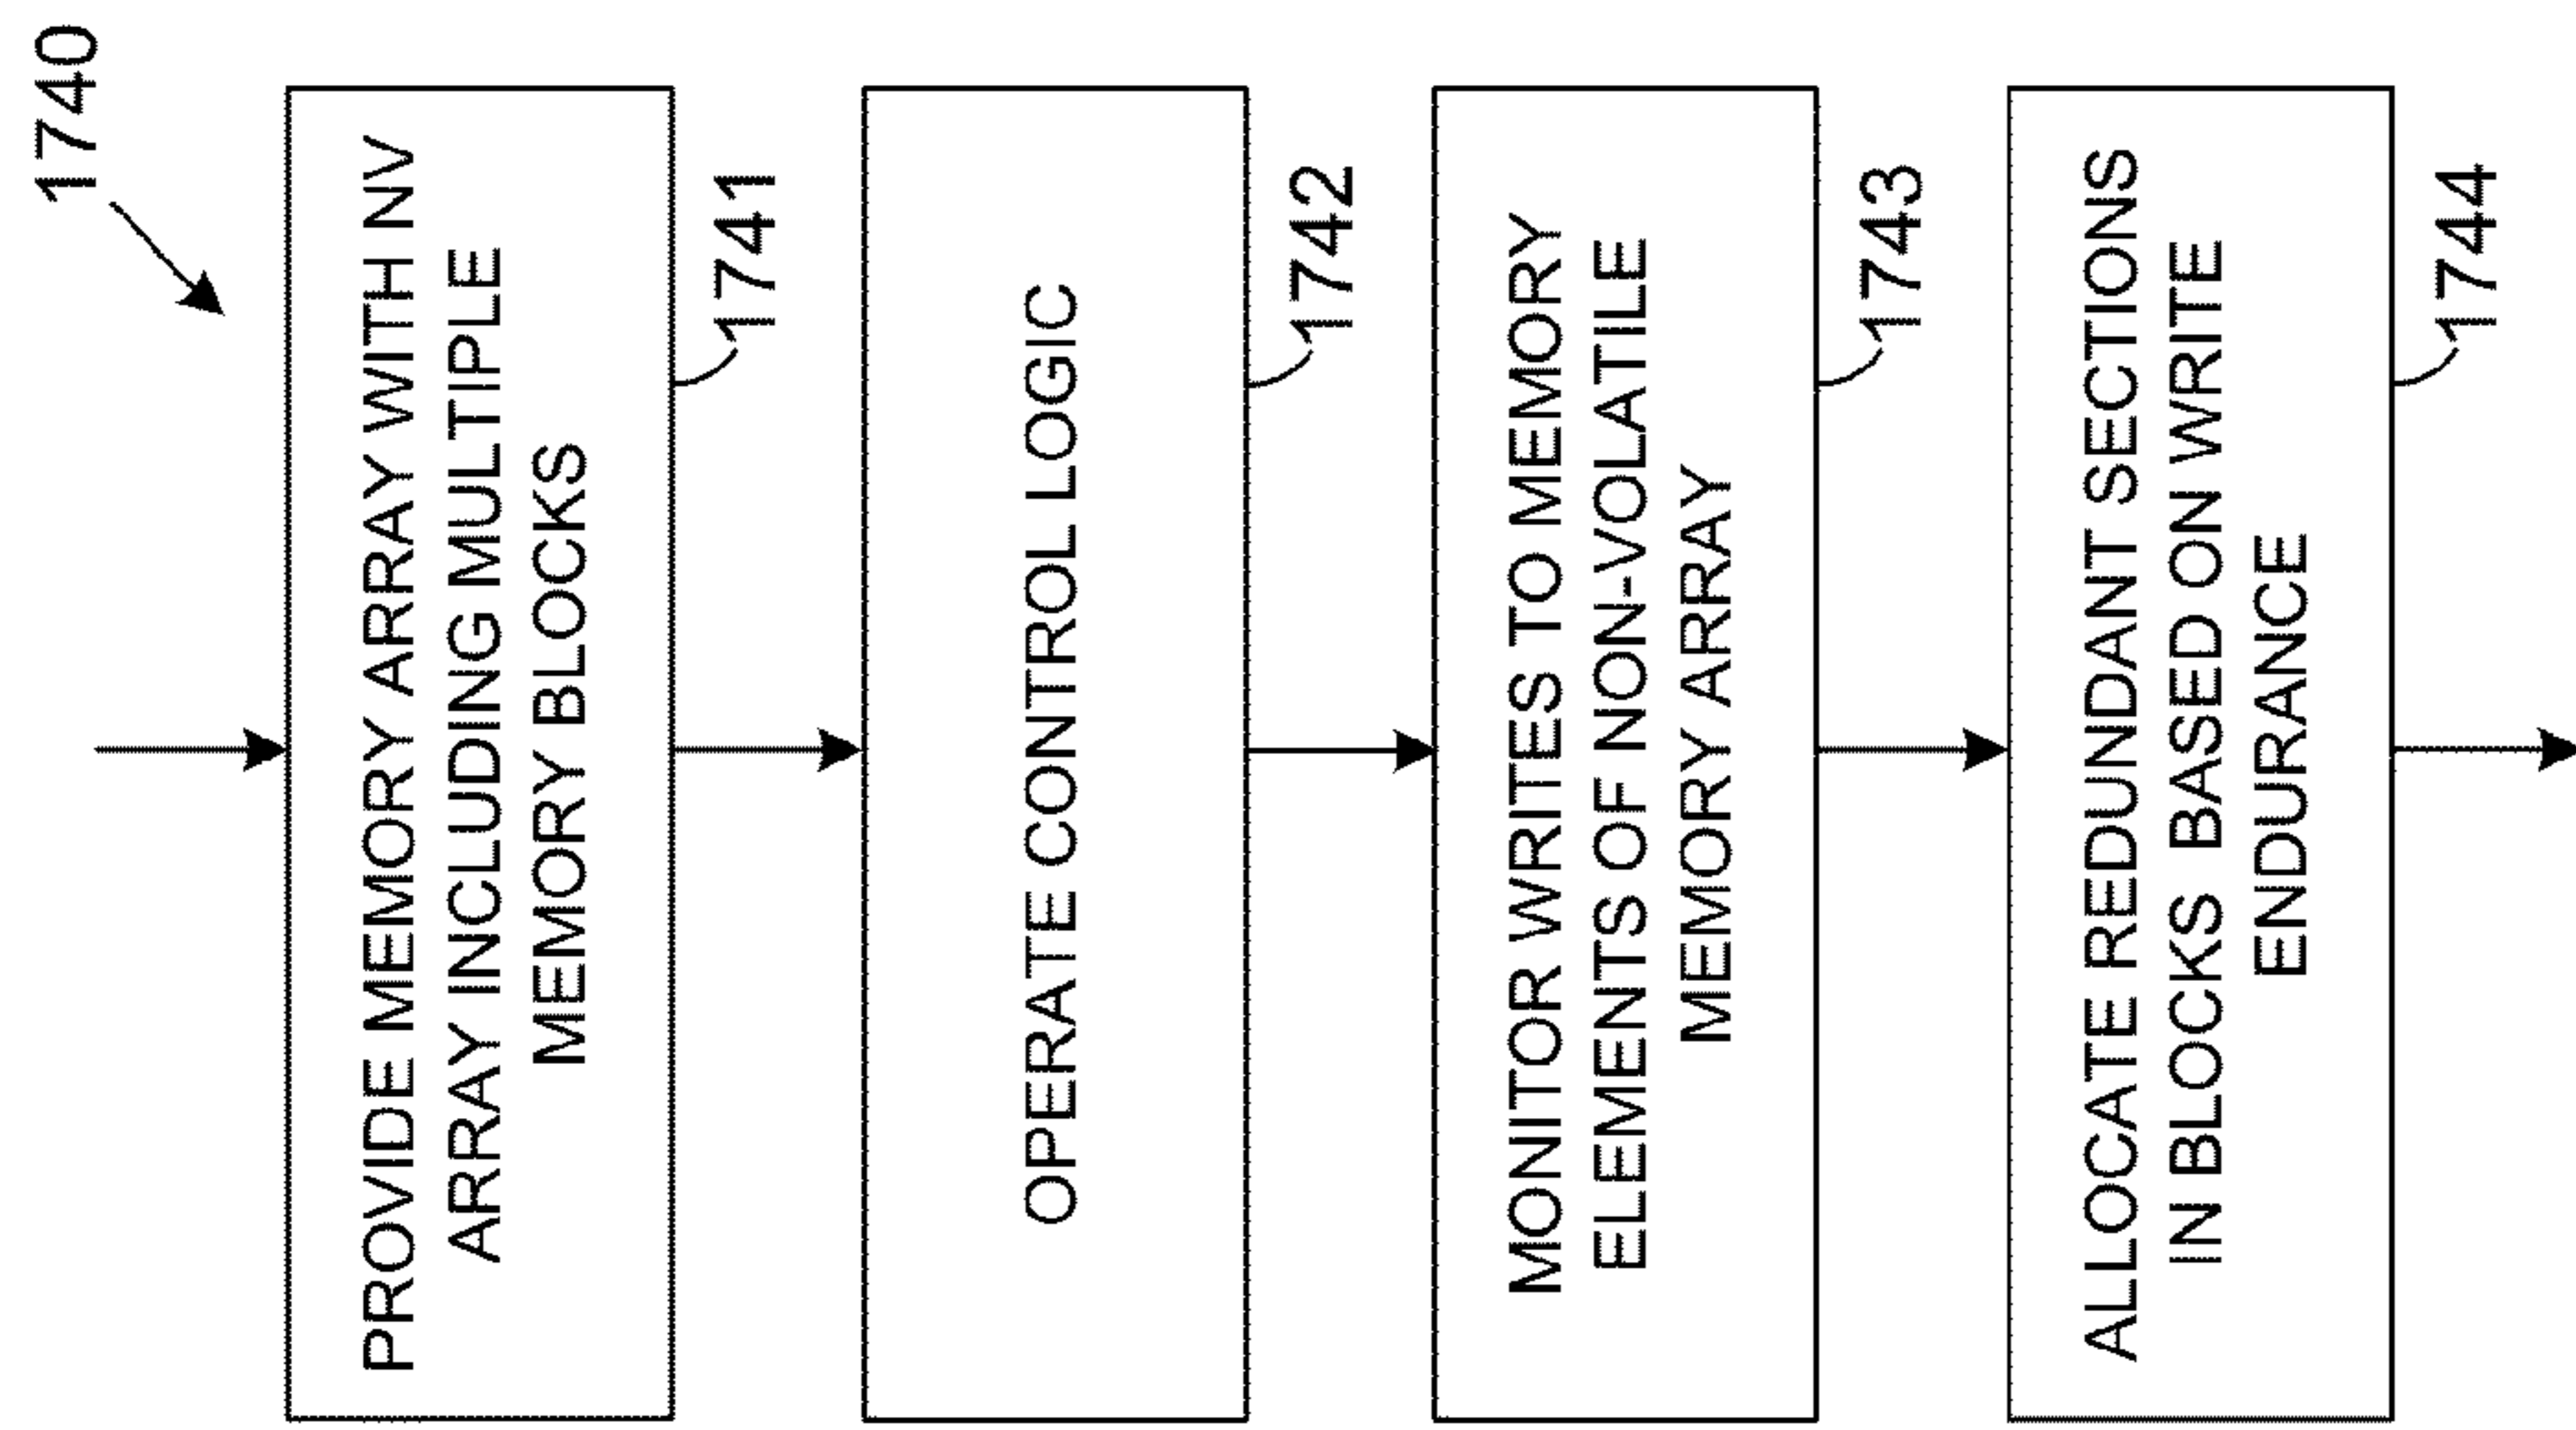 1740
PROVIDE MEMORY ARRAY WITH NV
ARRAY INCLUDING MULTIPLE
MEMORY BLOCKS
1741
OPERATE CONTROL LOGIC
1742
MONITOR WRITES TO MEMORY
ELEMENTS OF NON-VOLATILE
MEMORY ARRAY
1743
ALLOCATE REDUNDANT SECTIONS
IN BLOCKS BASED ON WRITE
ENDURANCE
1744